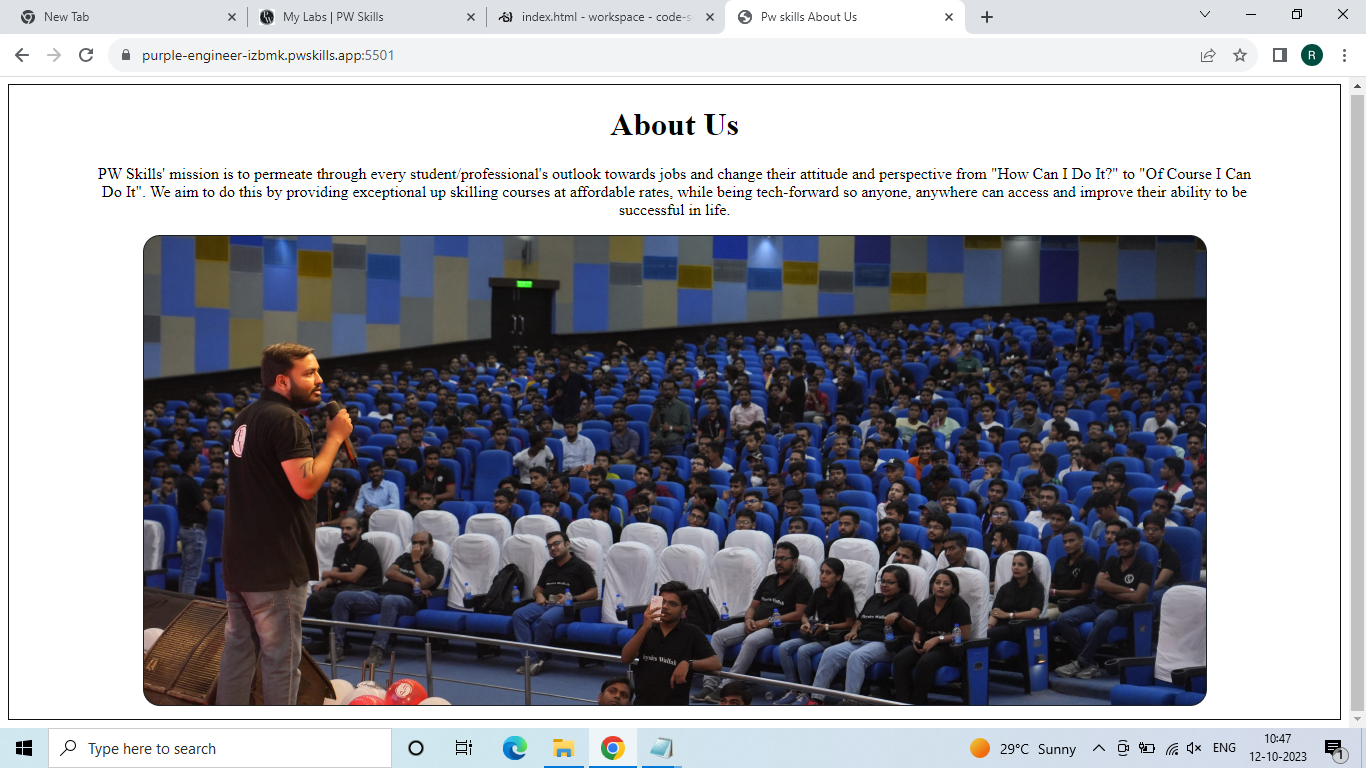 New Tab
My Labs | PW Skills
index.html - workspace - code-s
Pw skills About Us
purple-engineer-izbmk.pwskills.app:5501
R
About Us
PW Skills' mission is to permeate through every student/professional's outlook towards jobs and change their attitude and perspective from "How Can I Do It?" to "Of Course I Can
Do It". We aim to do this by providing exceptional up skilling courses at affordable rates, while being tech-forward so anyone, anywhere can access and improve their ability to be
successful in life.
Physics Wallah
Type here to search
29°C Sunny
ENG
10:47
12-10-2023
1